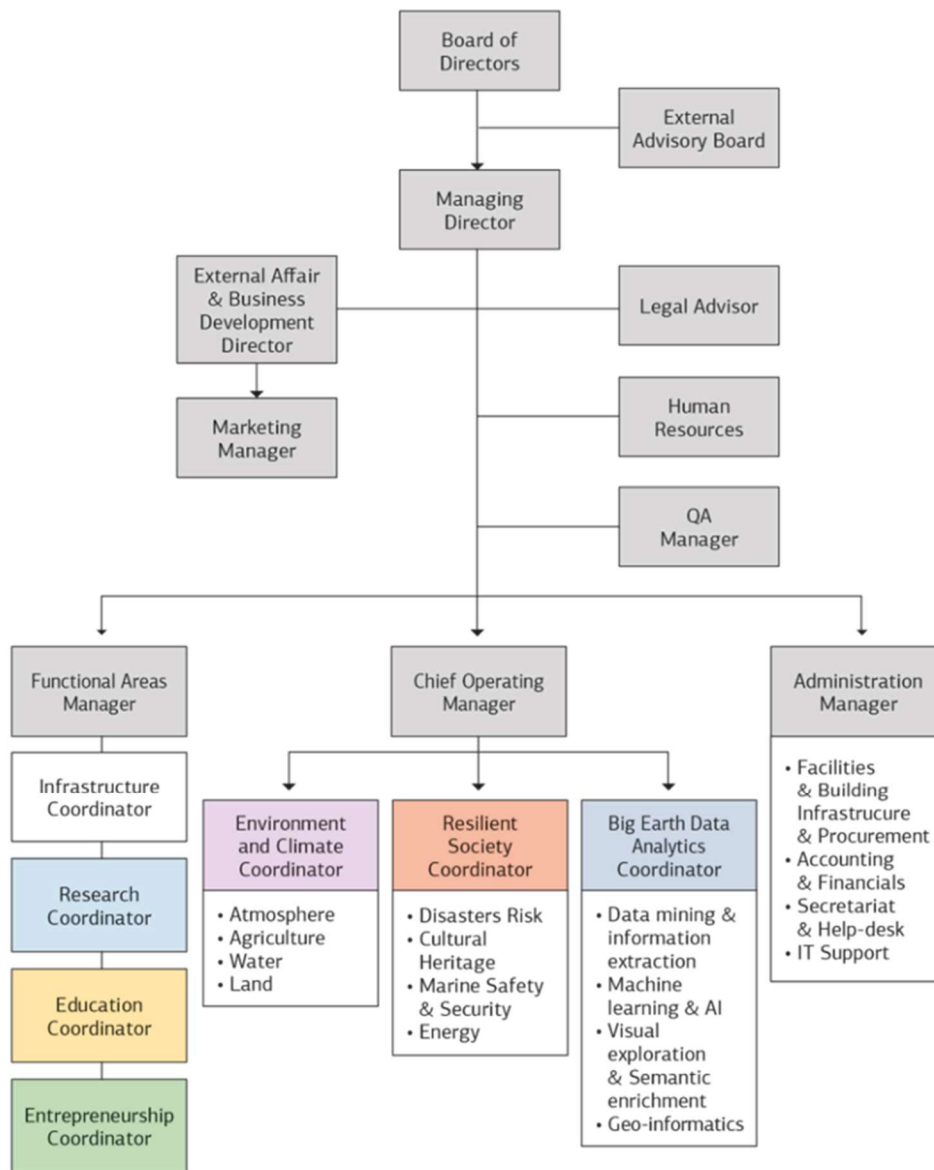 Board of
Directors
External
Advisory Board
Managing
Director
External Affair
& Business
Development
Director
Legal Advisor
Marketing
Manager
Human
Resources
QA
Manager
Functional Areas
Manager
Chief Operating
Manager
Administration
Manager
Infrastructure
Coordinator
Research
Coordinator
Education
Coordinator
Entrepreneurship
Coordinator
Environment
and Climate
Coordinator
• Atmosphere
• Agriculture
• Water
• Land
Resilient
Society
Coordinator
• Disasters Risk
• Cultural
Heritage
• Marine Safety
& Security
• Energy
Big Earth Data
Analytics
Coordinator
• Data mining &
information
extraction
• Machine
learning & AI
• Visual
exploration
& Semantic
enrichment
• Geo-informatics
• Facilities
& Building
Infrastrucure
& Procurement
• Accounting
& Financials
• Secretariat
& Help-desk
• IT Support